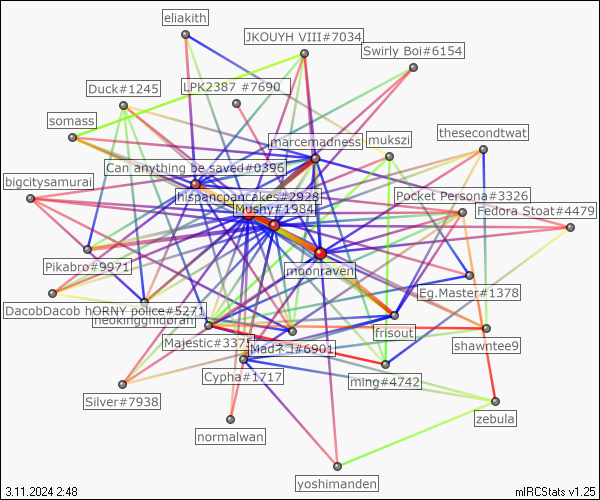 eliakith
JKOUYH VIII#7034
Swirly Boi#6154
Duck#1245
LPK2387 #7690
somass
marcemadness
mukszi
thesecondtwat
Can anything be saved#0396
bigcitysamurai
hispancpancakes#2928
Pocket Persona#3326
Mushy#1984
Fedora Stoat#4479
Pikabro#9971
moonraven
Eg.Master#1378
DacobDacob hORNY police#5271
neokingghidorah
frisout
Majestic#3375
Madネコ#6901
shawntee9
Cypha#1717
ming#4742
Silver#7938
zebula
normalwan
yoshimanden
3.11.2024 2:48
mIRCStats v1.25